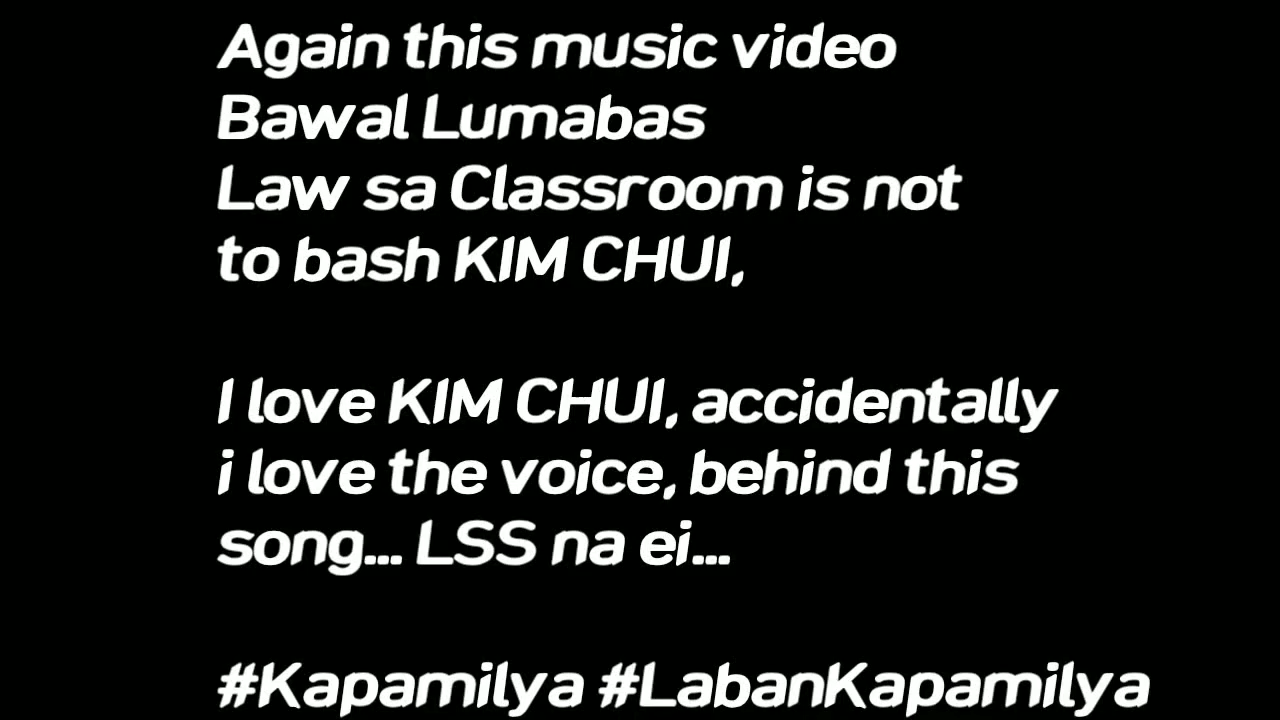 Again this music video
Bawal Lumabas
Law sa Classroom is not
to bash KIM CHUI,
I love KIM CHUI, accidentally
i love the voice, behind this
song... LSS na ei...
#Kapamilya #LabanKapamilya